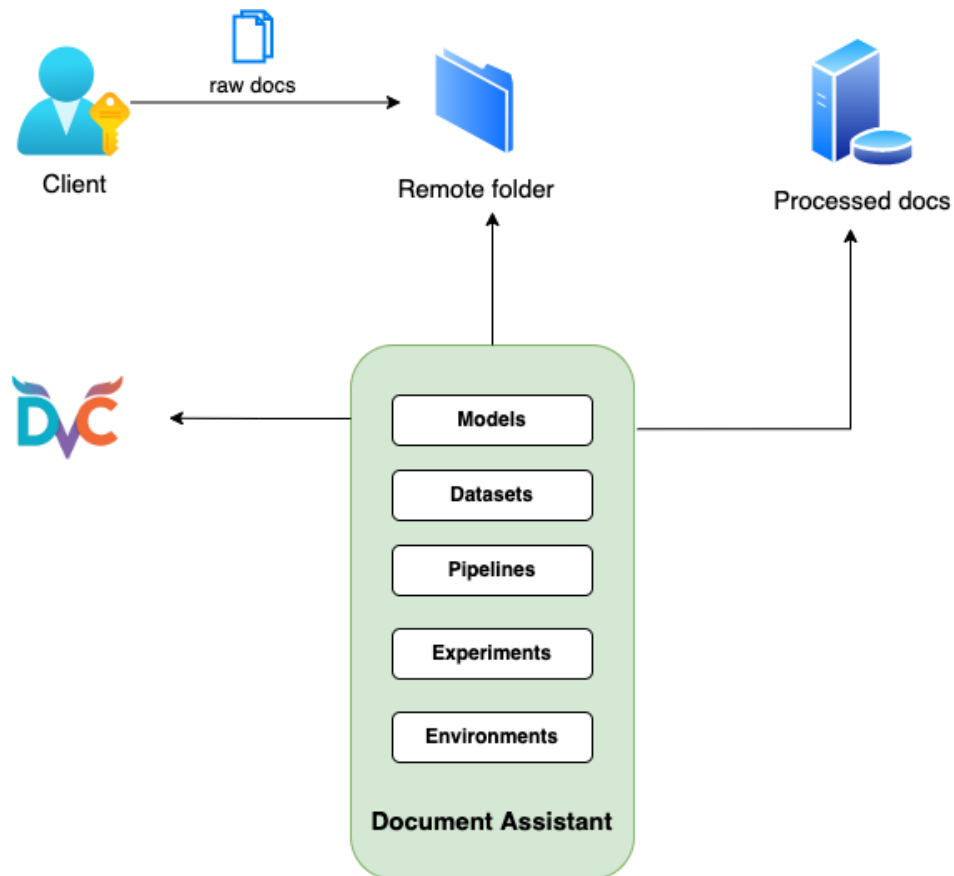 raw docs
Client
Remote folder
Processed docs
DVC
Models
Datasets
Pipelines
Experiments
Environments
Document Assistant